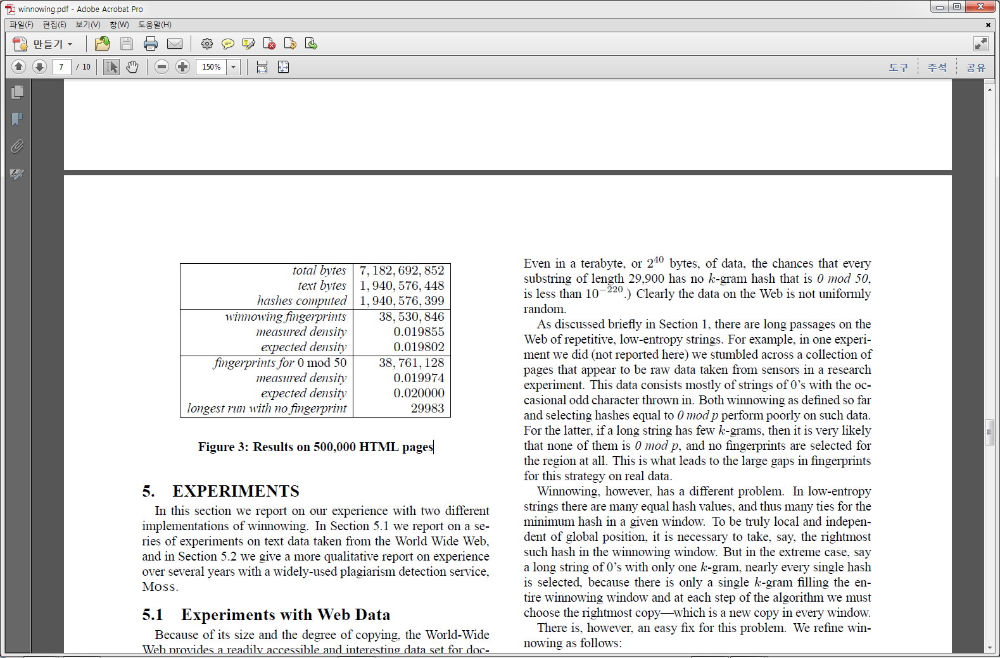 winnowing.pdf - Adobe Acrobat Pro
파일(F) 편집(E) 보기(V) 창(W) 도움말(H)
만들기
7 / 10 150% 도구 주석 공유
total bytes 7, 182, 692, 852
text bytes 1, 940, 576, 448
hashes computed 1, 940, 576, 399
winnowing fingerprints 38, 530, 846
measured density 0.019855
expected density 0.019802
fingerprints for 0 mod 50 38, 761, 128
measured density 0.019974
expected density 0.020000
longest run with no fingerprint 29983
Figure 3: Results on 500,000 HTML pages
5. EXPERIMENTS
In this section we report on our experience with two different
implementations of winnowing. In Section 5.1 we report on a se-
ries of experiments on text data taken from the World Wide Web,
and in Section 5.2 we give a more qualitative report on experience
over several years with a widely-used plagiarism detection service,
Moss.
5.1 Experiments with Web Data
Because of its size and the degree of copying, the World-Wide
Web provides a readily accessible and interesting data set for doc-
Even in a terabyte, or 2^40 bytes, of data, the chances that every
substring of length 29,900 has no k-gram hash that is 0 mod 50,
is less than 10^−220.) Clearly the data on the Web is not uniformly
random.
As discussed briefly in Section 1, there are long passages on the
Web of repetitive, low-entropy strings. For example, in one experi-
ment we did (not reported here) we stumbled across a collection of
pages that appear to be raw data taken from sensors in a research
experiment. This data consists mostly of strings of 0's with the oc-
casional odd character thrown in. Both winnowing as defined so far
and selecting hashes equal to 0 mod p perform poorly on such data.
For the latter, if a long string has few k-grams, then it is very likely
that none of them is 0 mod p, and no fingerprints are selected for
the region at all. This is what leads to the large gaps in fingerprints
for this strategy on real data.
Winnowing, however, has a different problem. In low-entropy
strings there are many equal hash values, and thus many ties for the
minimum hash in a given window. To be truly local and indepen-
dent of global position, it is necessary to take, say, the rightmost
such hash in the winnowing window. But in the extreme case, say
a long string of 0's with only one k-gram, nearly every single hash
is selected, because there is only a single k-gram filling the en-
tire winnowing window and at each step of the algorithm we must
choose the rightmost copy—which is a new copy in every window.
There is, however, an easy fix for this problem. We refine win-
nowing as follows: